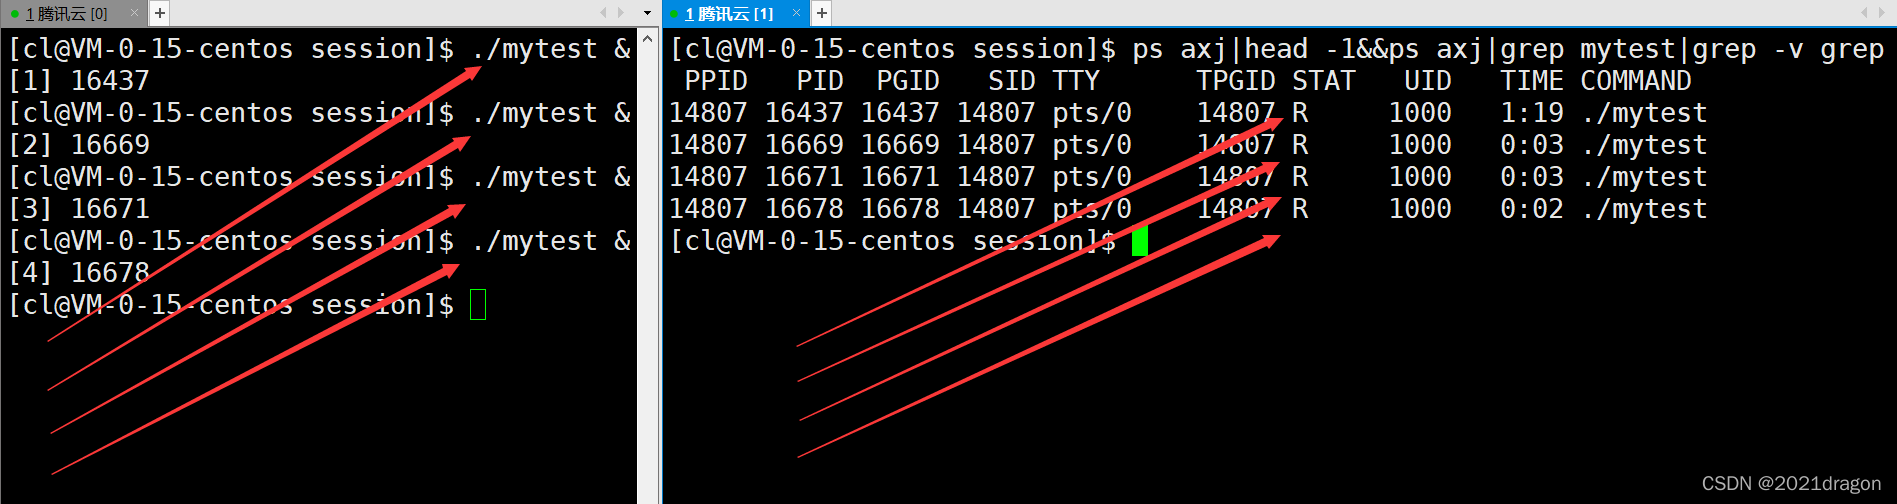 1 腾讯云 [0] × +
[cl@VM-0-15-centos session]$ ./mytest &
[1] 16437
[cl@VM-0-15-centos session]$ ./mytest &
[2] 16669
[cl@VM-0-15-centos session]$ ./mytest &
[3] 16671
[cl@VM-0-15-centos session]$ ./mytest &
[4] 16678
[cl@VM-0-15-centos session]$
1 腾讯云 [1] × +
[cl@VM-0-15-centos session]$ ps axj|head -1&&ps axj|grep mytest|grep -v grep
PPID PID PGID SID TTY TPGID STAT UID TIME COMMAND
14807 16437 16437 14807 pts/0 14807 R 1000 1:19 ./mytest
14807 16669 16669 14807 pts/0 14807 R 1000 0:03 ./mytest
14807 16671 16671 14807 pts/0 14807 R 1000 0:03 ./mytest
14807 16678 16678 14807 pts/0 14807 R 1000 0:02 ./mytest
[cl@VM-0-15-centos session]$
CSDN @2021dragon